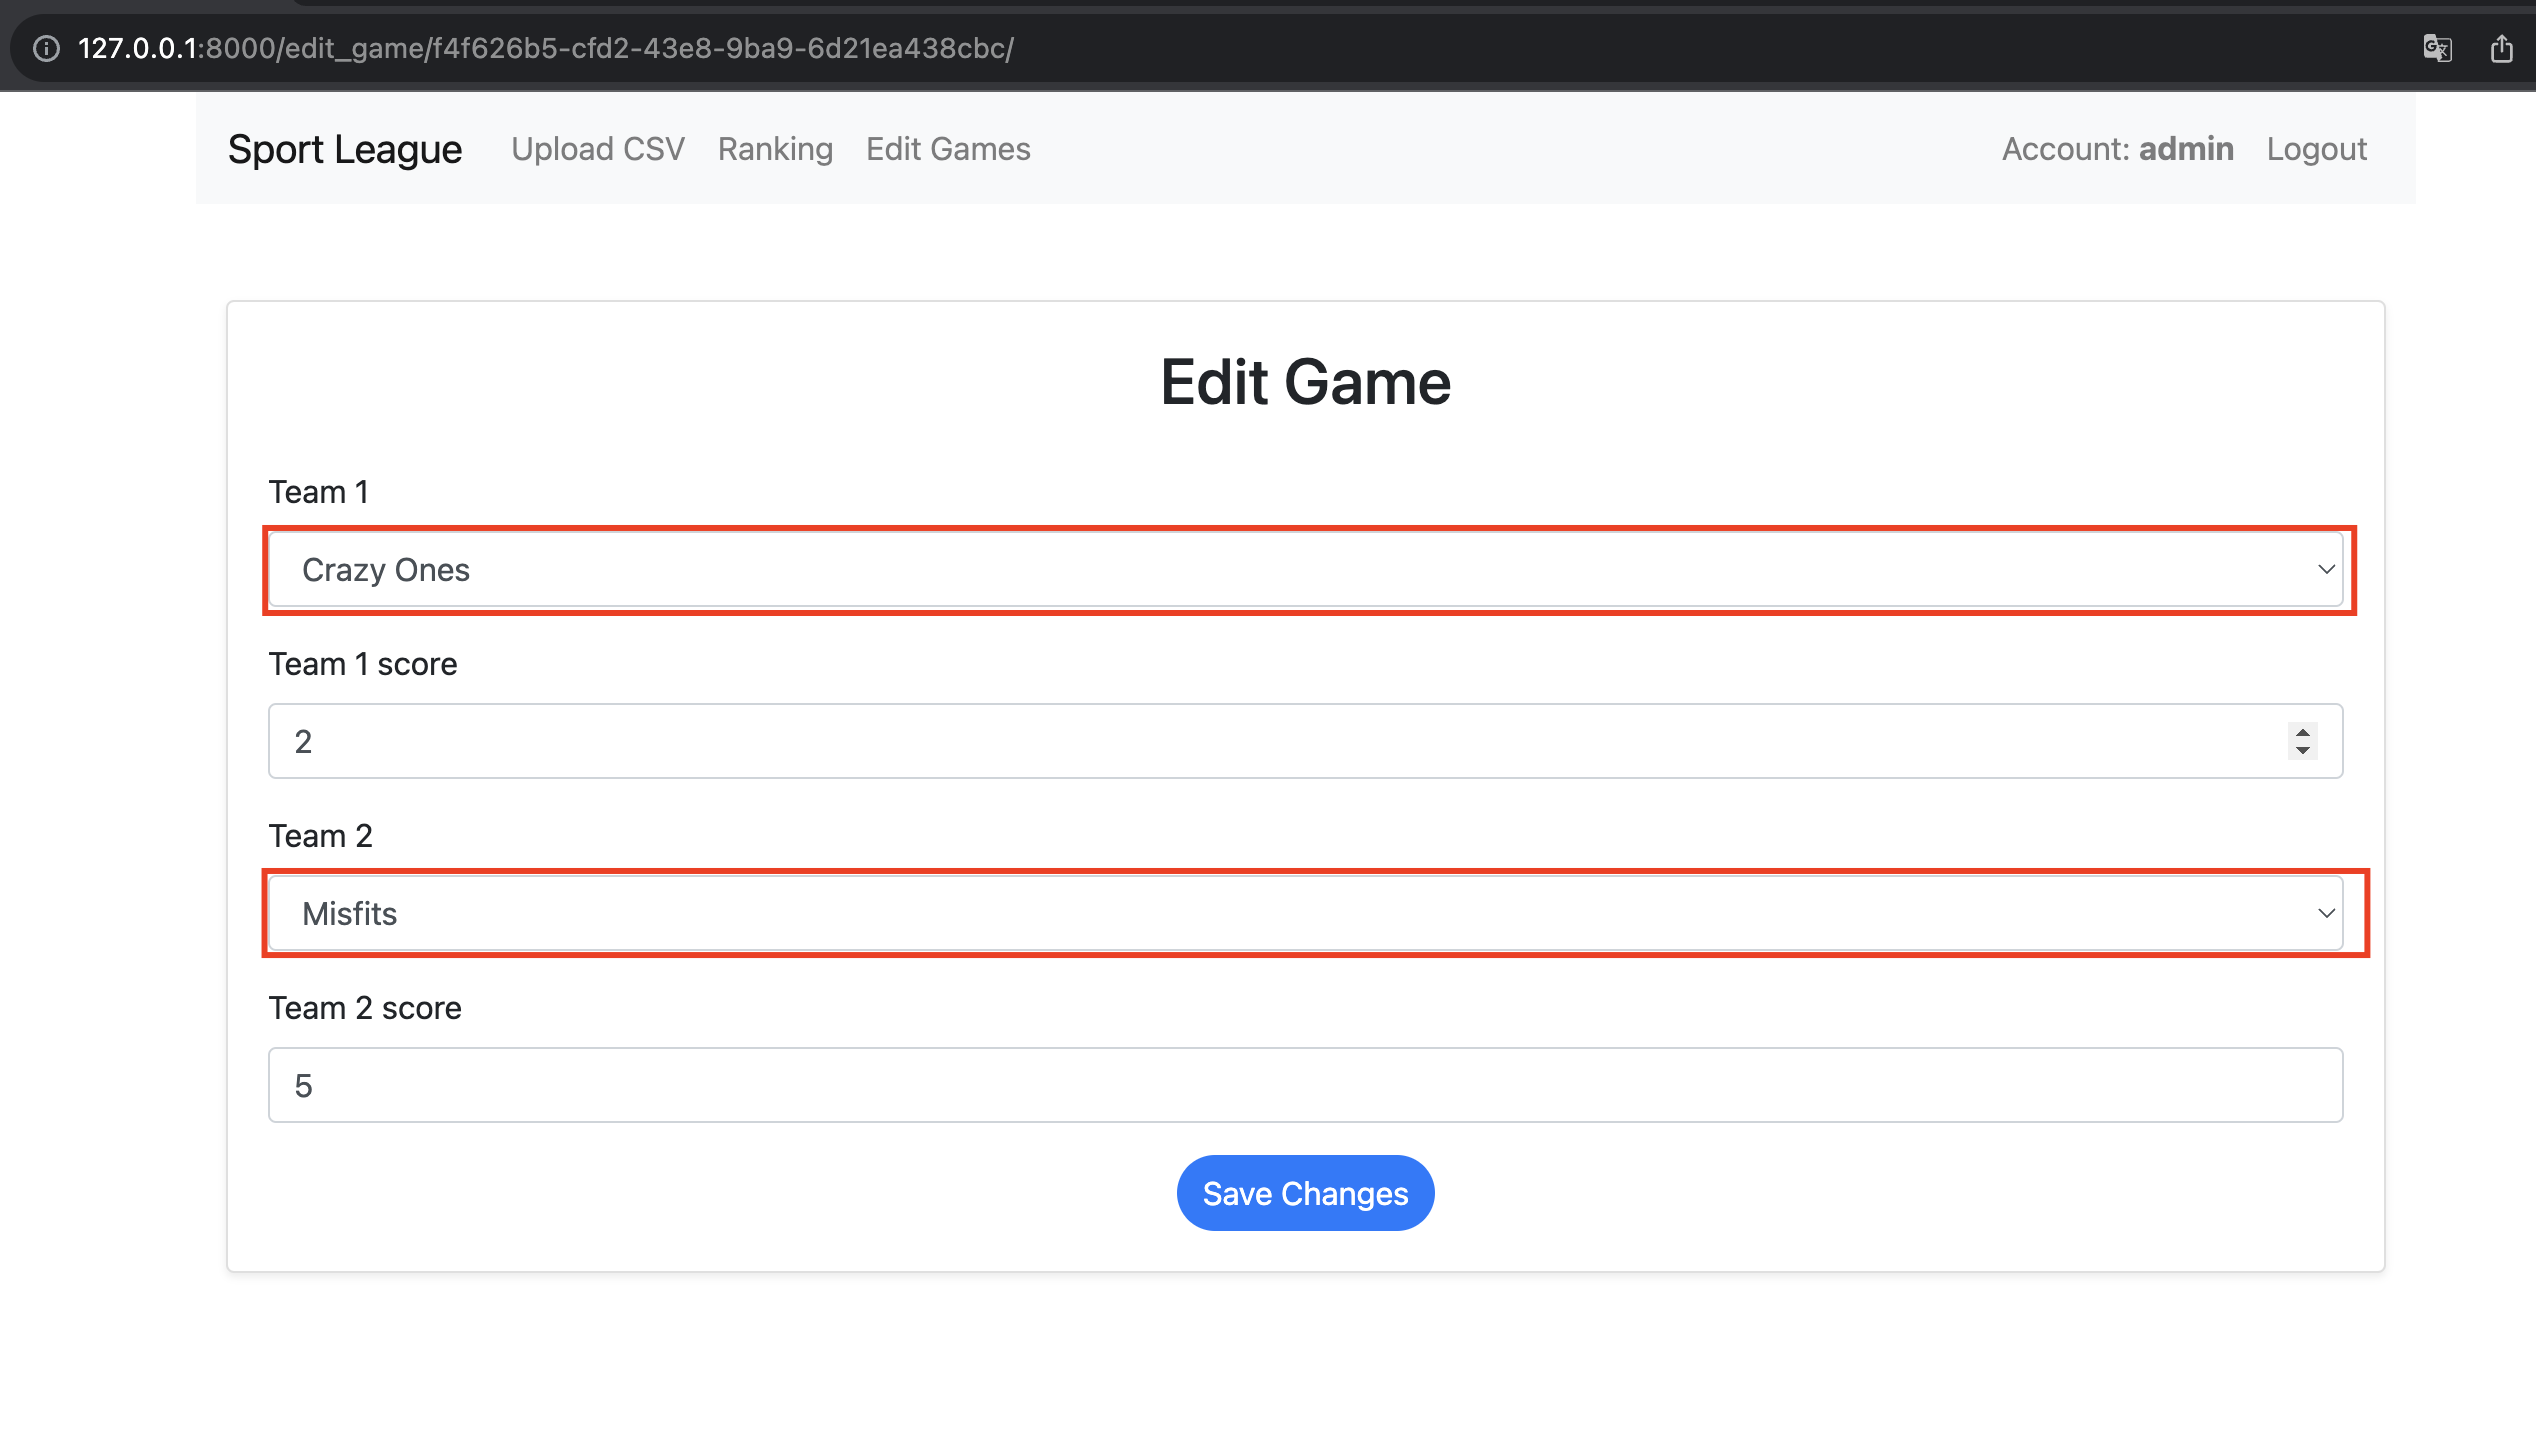 127.0.0.1:8000/edit_game/f4f626b5-cfd2-43e8-9ba9-6d21ea438cbc/
Sport League Upload CSV Ranking Edit Games Account: admin Logout
Edit Game
Team 1
Crazy Ones
Team 1 score
2
Team 2
Misfits
Team 2 score
5
Save Changes